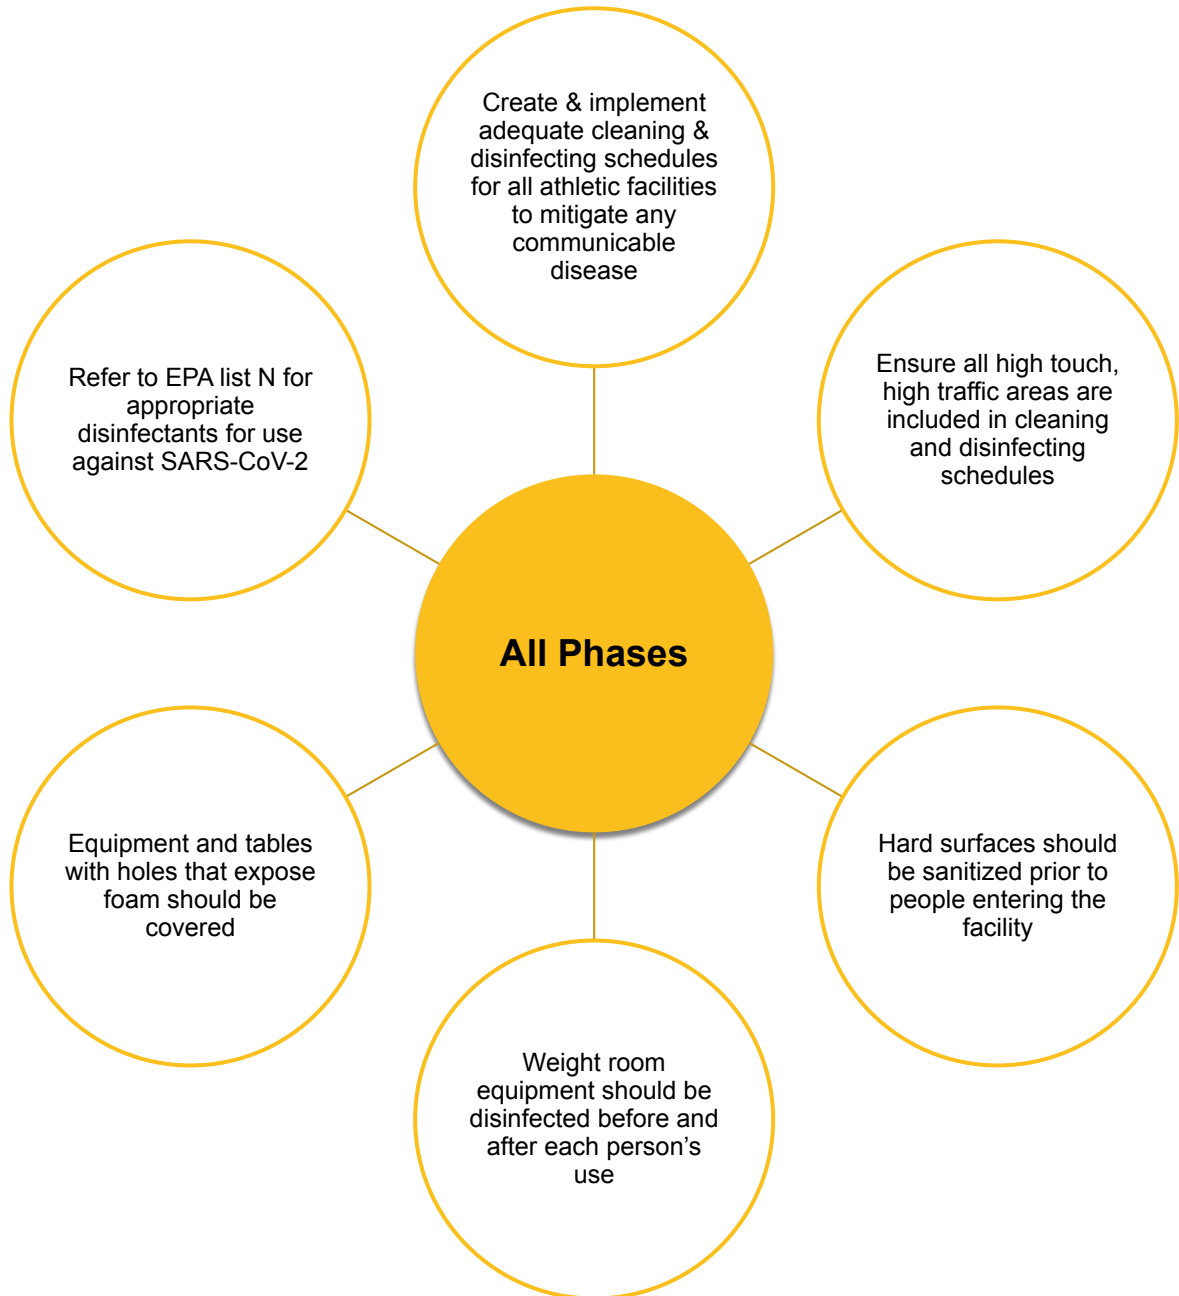 Create & implement
adequate cleaning &
disinfecting schedules
for all athletic facilities
to mitigate any
communicable
disease
Ensure all high touch,
high traffic areas are
included in cleaning
and disinfecting
schedules
Hard surfaces should
be sanitized prior to
people entering the
facility
Weight room
equipment should be
disinfected before and
after each person’s
use
Equipment and tables
with holes that expose
foam should be
covered
Refer to EPA list N for
appropriate
disinfectants for use
against SARS-CoV-2
All Phases